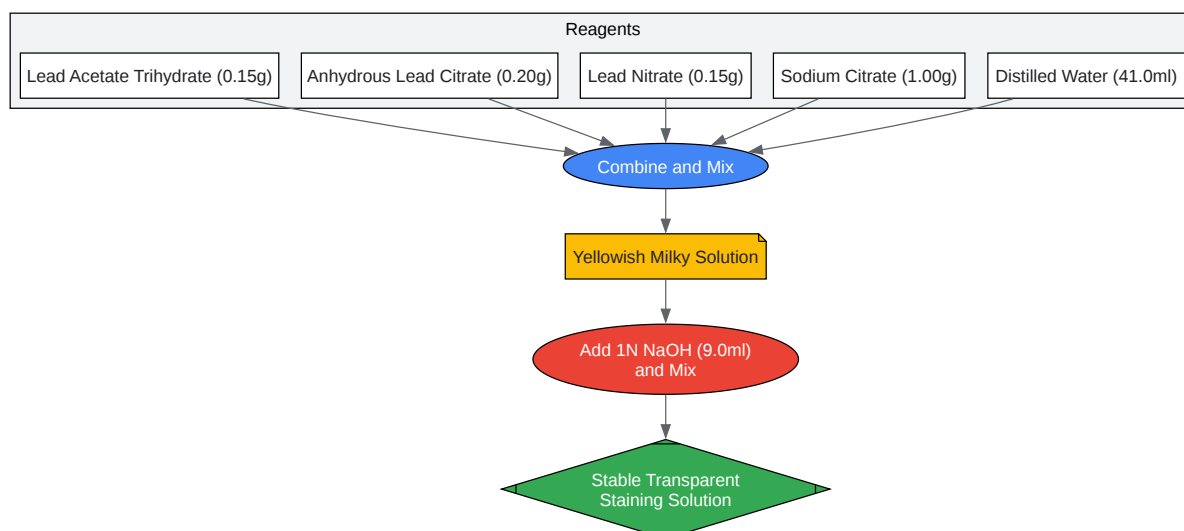 Reagents
Lead Acetate Trihydrate (0.15g)
Anhydrous Lead Citrate (0.20g)
Lead Nitrate (0.15g)
Sodium Citrate (1.00g)
Distilled Water (41.0ml)
Combine and Mix
Yellowish Milky Solution
Add 1N NaOH (9.0ml)
and Mix
Stable Transparent
Staining Solution